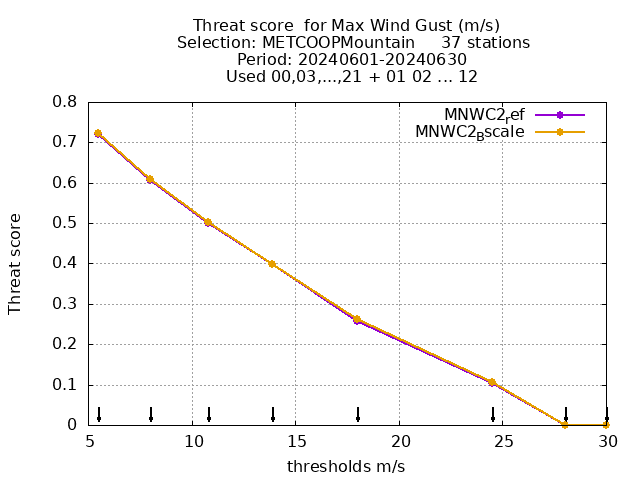 Threat score  for Max Wind Gust (m/s)
Selection: METCOOPMountain     37 stations
Period: 20240601-20240630
Used 00,03,...,21 + 01 02 ... 12
MNWC2ref
MNWC2Bscale
0.8
0.7
0.6
0.5
0.4
0.3
0.2
0.1
0
Threat score
5 10 15 20 25 30
thresholds m/s